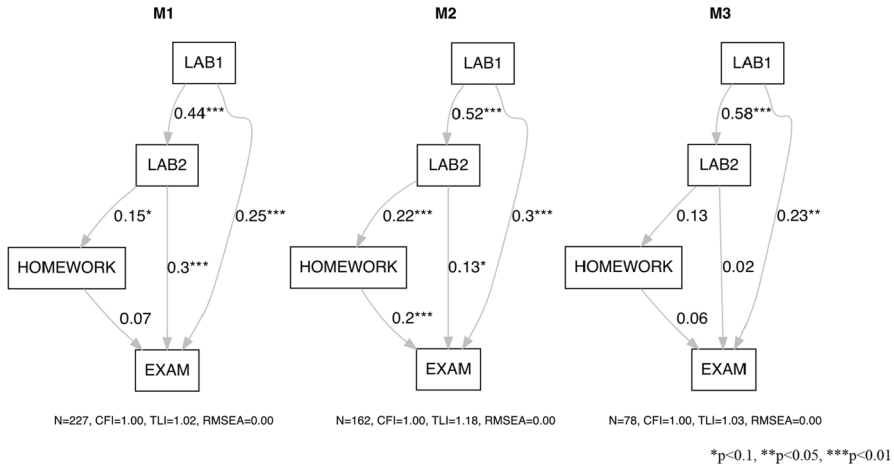 M1
M2
M3
LAB1
LAB1
LAB1
0.44***
0.52***
0.58***
LAB2
LAB2
LAB2
0.15*
0.25***
0.22***
0.3***
0.13
0.23**
HOMEWORK
0.3***
HOMEWORK
0.13*
HOMEWORK
0.02
0.07
0.2***
0.06
EXAM
EXAM
EXAM
N=227, CFI=1.00, TLI=1.02, RMSEA=0.00
N=162, CFI=1.00, TLI=1.18, RMSEA=0.00
N=78, CFI=1.00, TLI=1.03, RMSEA=0.00
*p<0.1, **p<0.05, ***p<0.01